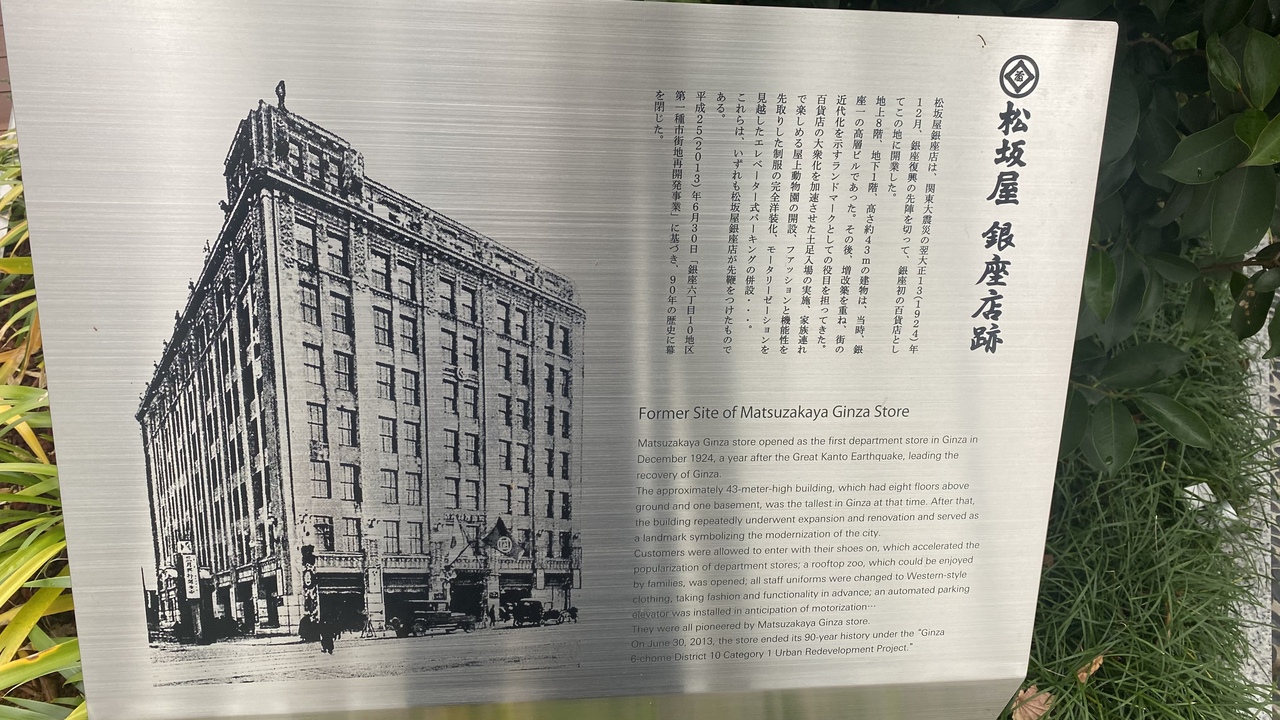 松坂屋 銀座店跡
松坂屋銀座店は、関東大震災の翌大正13(1924)年
12月、銀座復興の先陣を切って、銀座初の百貨店とし
てこの地に開業した。
地上8階、地下1階、高さ約43mの建物は、当時、銀
座一の高層ビルであった。その後、増改築を重ね、街の
近代化を示すランドマークとしての役目を担ってきた。
百貨店の大衆化を加速させた土足入場の実施、家族連れ
で楽しめる屋上動物園の開設、ファッションと機能性を
先取りした制服の完全洋装化、モータリーゼーションを
見越したエレベーター式パーキングの併設・・。
これらは、いずれも松坂屋銀座店が先鞭をつけたもので
ある。
平成25(2013)年6月30日「銀座六丁目10地区
第一種市街地再開発事業」に基づき、90年の歴史に幕
を閉じた。
Former Site of Matsuzakaya Ginza Store
Matsuzakaya Ginza store opened as the first department store in Ginza in
December 1924, a year after the Great Kanto Earthquake, leading the
recovery of Ginza.
The approximately 43-meter-high building, which had eight floors above
ground and one basement, was the tallest in Ginza at that time. After that,
the building repeatedly underwent expansion and renovation and served as
a landmark symbolizing the modernization of the city.
Customers were allowed to enter with their shoes on, which accelerated the
popularization of department stores; a rooftop zoo, which could be enjoyed
by families, was opened; all staff uniforms were changed to Western-style
clothing, taking fashion and functionality in advance; an automated parking
elevator was installed in anticipation of motorization…
They were all pioneered by Matsuzakaya Ginza store.
On June 30, 2013, the store ended its 90-year history under the "Ginza
6-chome District 10 Category 1 Urban Redevelopment Project."